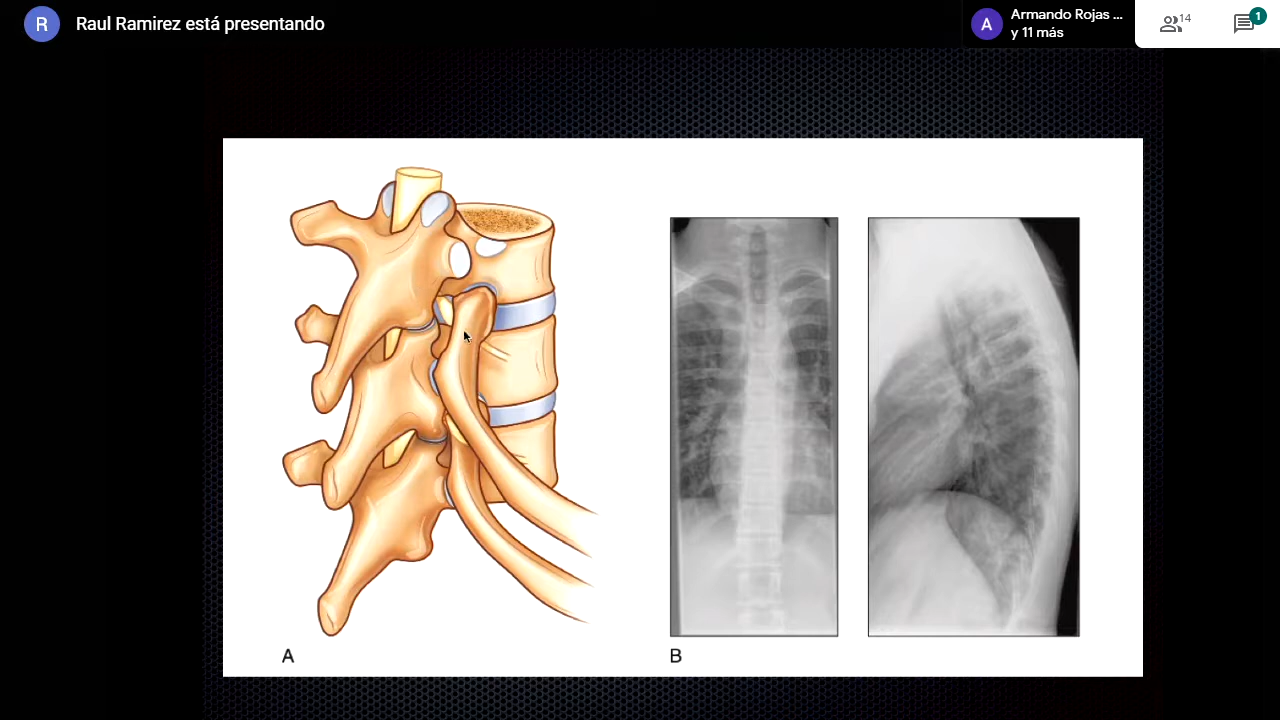 R
Raul Ramirez está presentando
A
Armando Rojas ...
y 11 más
14
1
A
B